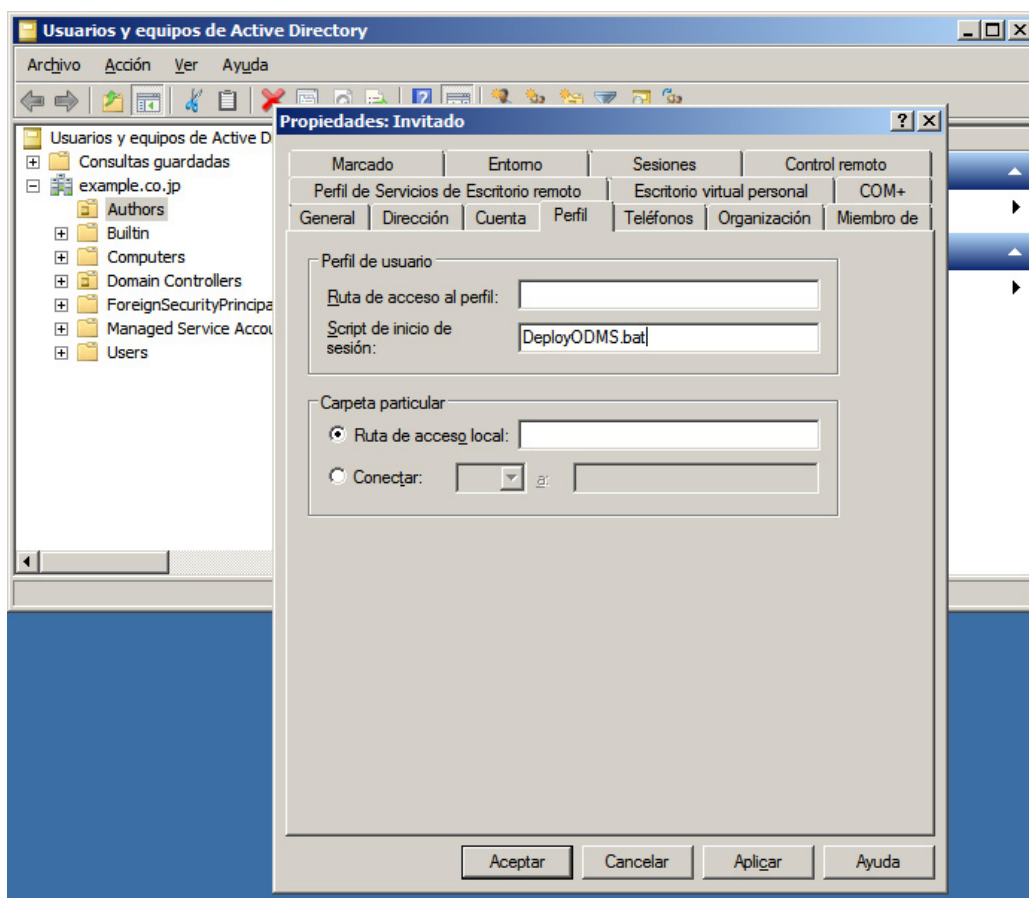 Usuarios y equipos de Active Directory
Archivo Acción Ver Ayuda
Usuarios y equipos de Active D
Consultas guardadas
example.co.jp
Authors
Builtin
Computers
Domain Controllers
ForeignSecurityPrincipa
Managed Service Accou
Users
Propiedades: Invitado
Marcado Entorno Sesiones Control remoto
Perfil de Servicios de Escritorio remoto Escritorio virtual personal COM+
General Dirección Cuenta Perfil Teléfonos Organización Miembro de
Perfil de usuario
Ruta de acceso al perfil:
Script de inicio de
sesión:
DeployODMS.bat
Carpeta particular
Ruta de acceso local:
Conectar: a:
Aceptar Cancelar Aplicar Ayuda